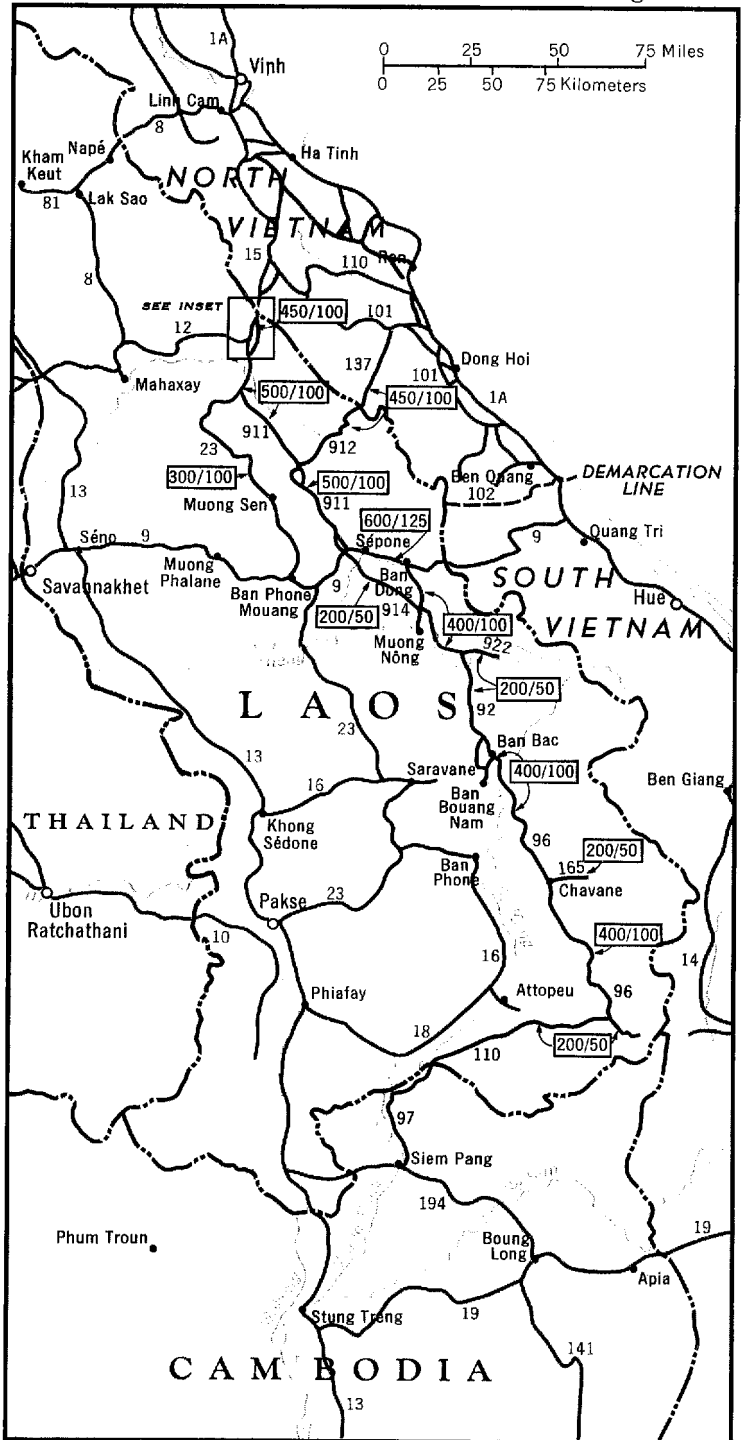 1A
0 25 50 75 Miles
0 25 50 75 Kilometers
Vinh
Linh Cam
8
Napé
Ha Tinh
Kham
Keut
NORTH
VIETNAM
81
Lak Sao
Ron
15
110
8
SEE INSET
450/100
12
101
137
101
Dong Hoi
Mahaxay
500/100
450/100
1A
23
911
912
300/100
500/100
Ben Quang
DEMARCATION
LINE
102
13
Muong Sen
911
600/125
Séno
9
Sépone
9
Quang Tri
Savannakhet
Muong
Phalane
Ban Phone
Mouang
9
Ban
Dong
SOUTH
VIETNAM
Hue
200/50
914
400/100
Muong
Nông
922
200/50
LAOS
92
23
Ban Bac
13
16
Saravane
400/100
Ben Giang
Ban
Bouang
Nam
THAILAND
Khong
Sédone
96
200/50
Ban
Phone
165
Chavane
Ubon
Ratchathani
Pakse
23
400/100
10
16
14
Phiafay
Attopeu
96
18
200/50
110
97
Siem Pang
194
Phum Troun
Boung
Long
19
Apia
Stung Treng
19
141
CAMBODIA
13